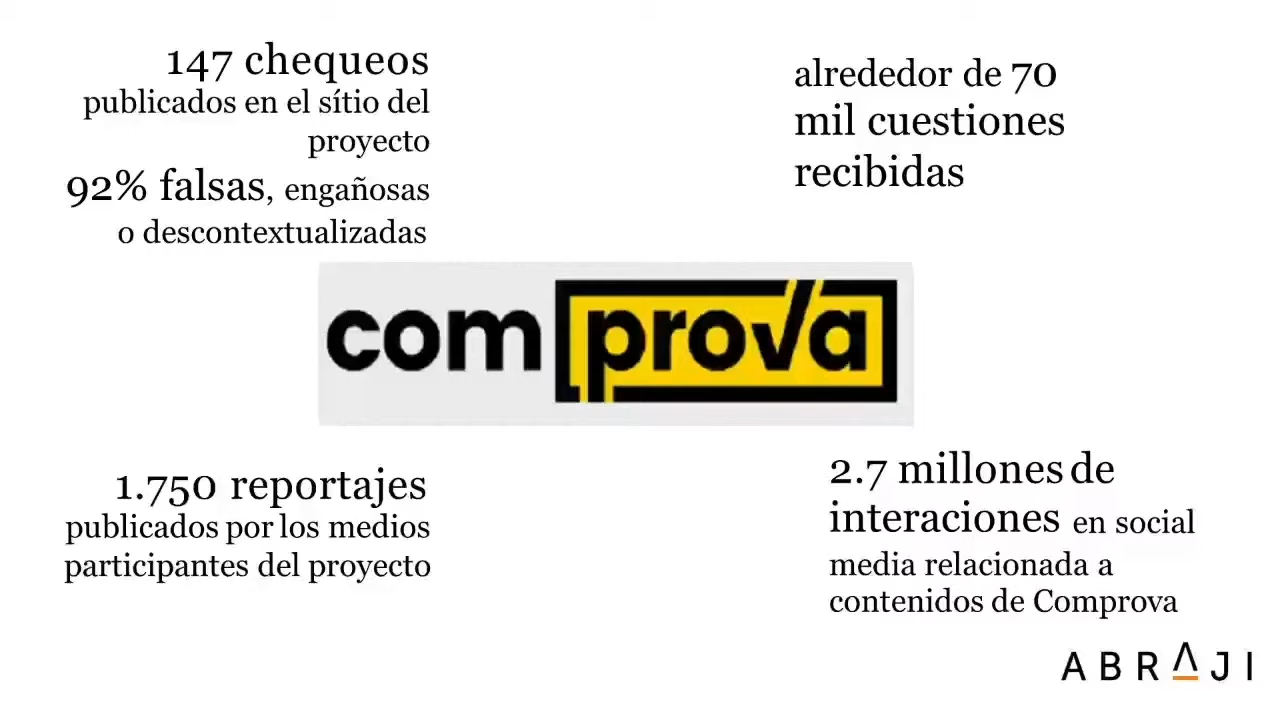 147 chequeos
publicados en el sítio del
proyecto
92% falsas, engañosas
o descontextualizadas
alrededor de 70
mil cuestiones
recibidas
comprova
1.750 reportajes
publicados por los medios
participantes del proyecto
2.7 millones de
interaciones en social
media relacionada a
contenidos de Comprova
ABRAJI